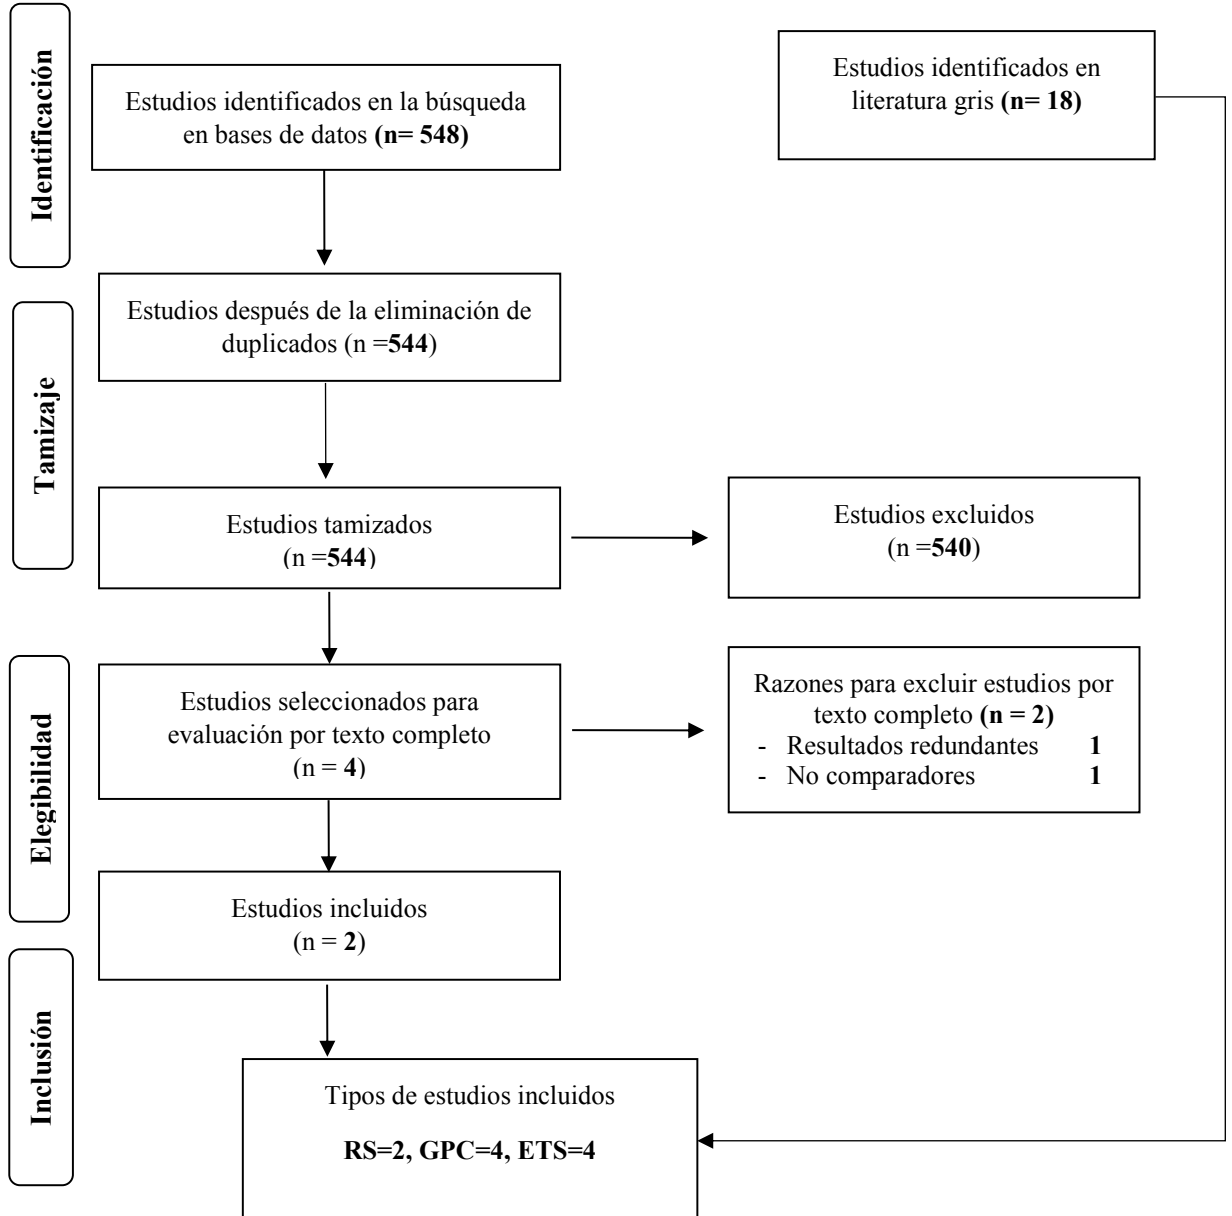 Identificación
Estudios identificados en la búsqueda
en bases de datos (n= 548)
Estudios identificados en
literatura gris (n= 18)
Tamizaje
Estudios después de la eliminación de
duplicados (n =544)
Estudios tamizados
(n =544)
Estudios excluidos
(n =540)
Elegibilidad
Estudios seleccionados para
evaluación por texto completo
(n = 4)
Razones para excluir estudios por
texto completo (n = 2)
- Resultados redundantes 1
- No comparadores 1
Estudios incluidos
(n = 2)
Inclusión
Tipos de estudios incluidos
RS=2, GPC=4, ETS=4